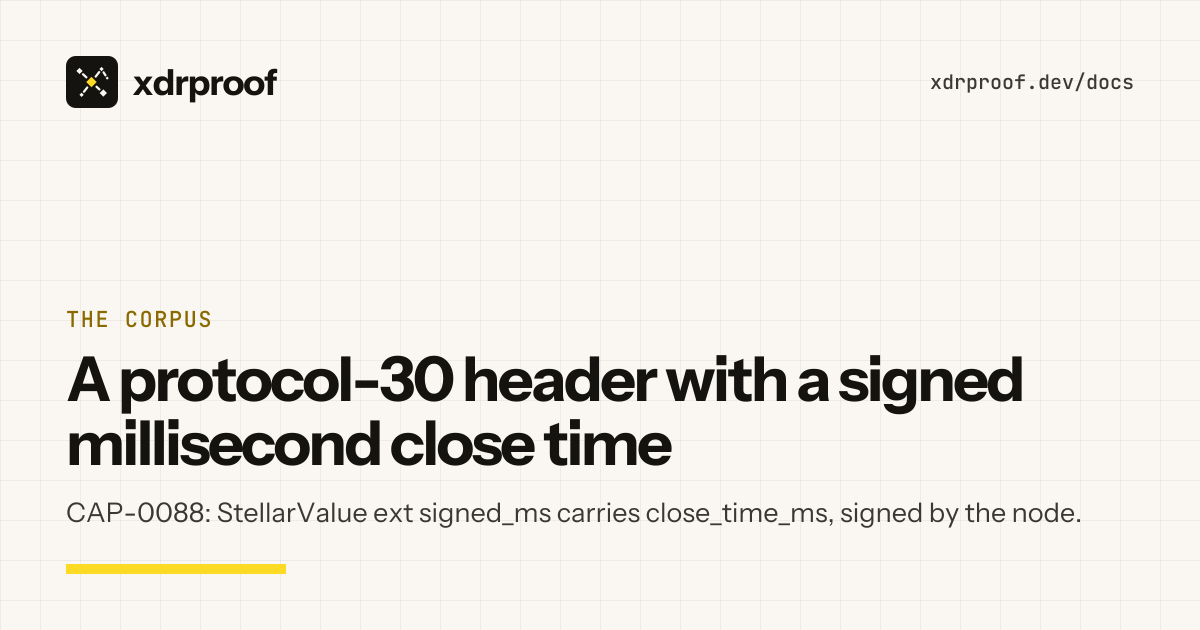 xdrproof
xdrproof.dev/docs
THE CORPUS
A protocol-30 header with a signed
millisecond close time
CAP-0088: StellarValue ext signed_ms carries close_time_ms, signed by the node.